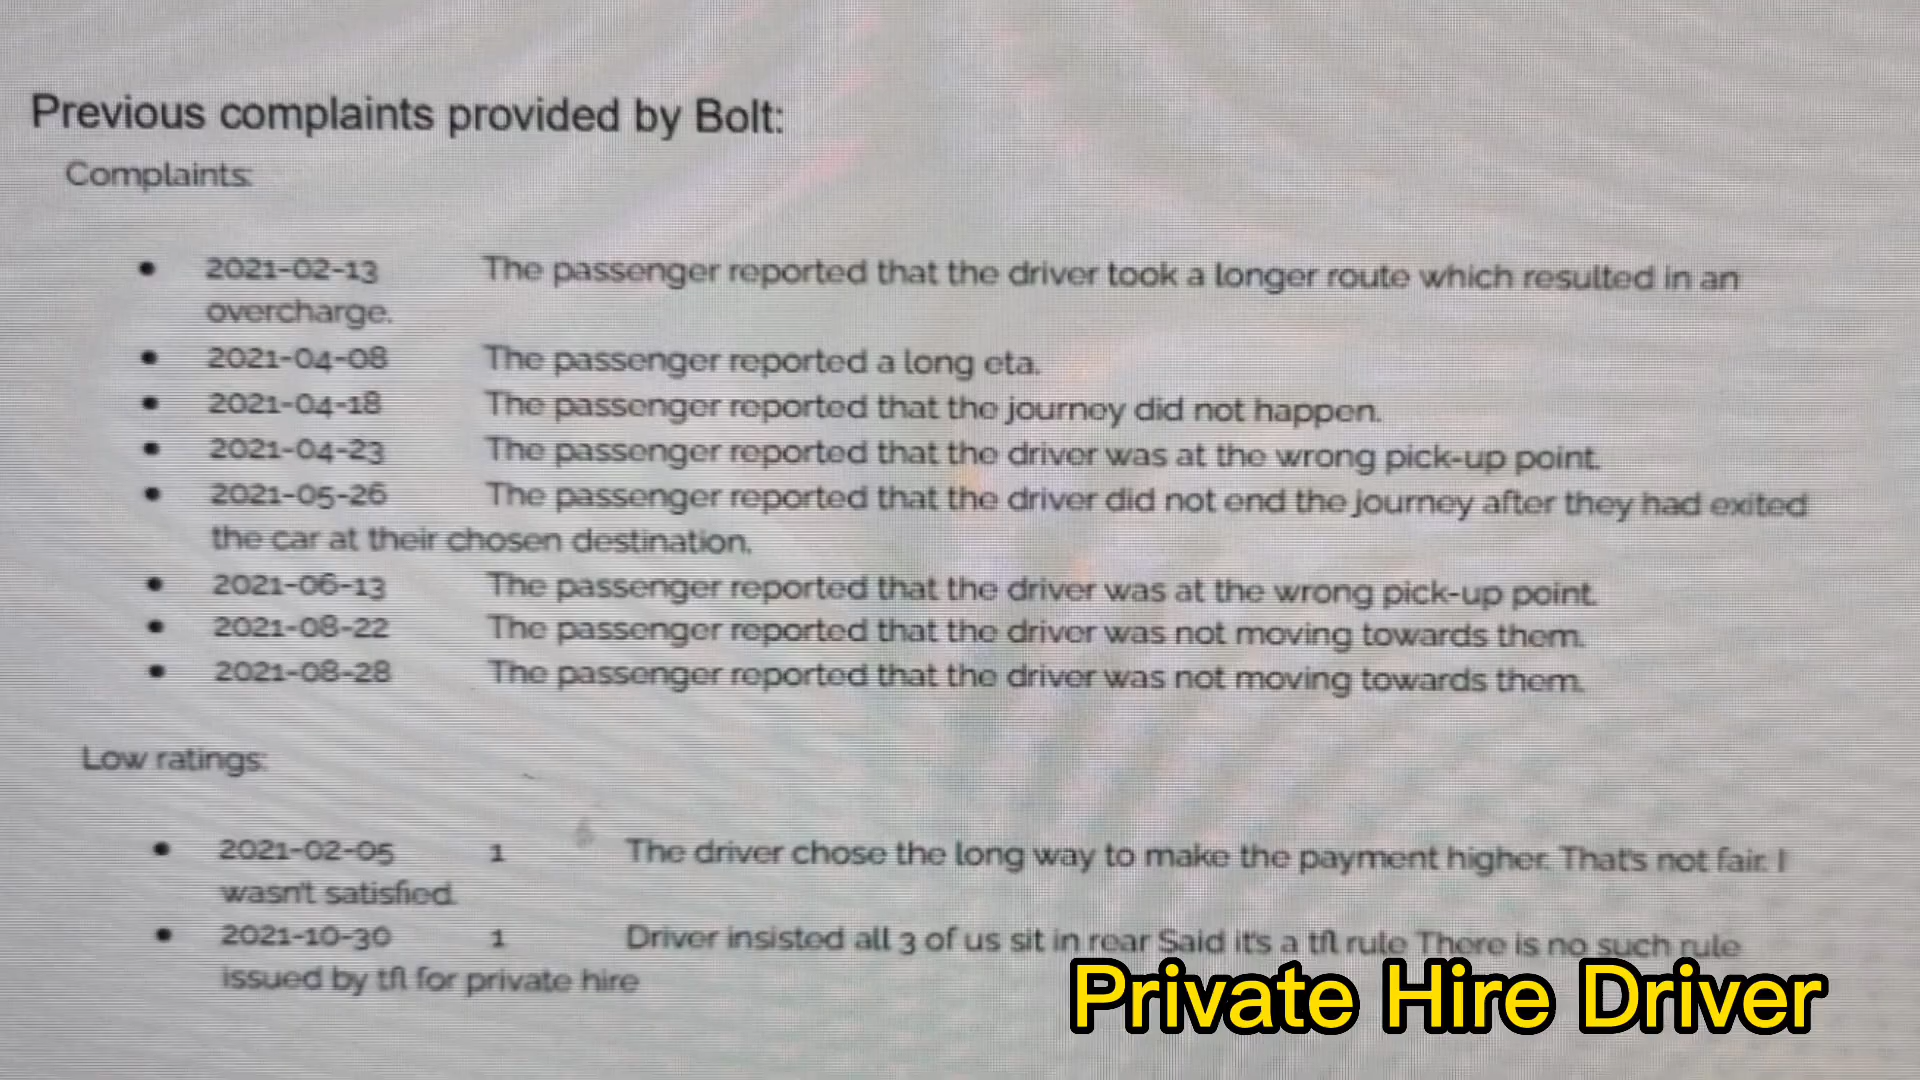 Previous complaints provided by Bolt:
Complaints:
• 2021-02-13 The passenger reported that the driver took a longer route which resulted in an
overcharge.
• 2021-04-08 The passenger reported a long eta.
• 2021-04-18 The passenger reported that the journey did not happen.
• 2021-04-23 The passenger reported that the driver was at the wrong pick-up point.
• 2021-05-26 The passenger reported that the driver did not end the journey after they had exited
the car at their chosen destination.
• 2021-06-13 The passenger reported that the driver was at the wrong pick-up point.
• 2021-08-22 The passenger reported that the driver was not moving towards them.
• 2021-08-28 The passenger reported that the driver was not moving towards them.
Low ratings:
• 2021-02-05 1 The driver chose the long way to make the payment higher. That's not fair. I
wasn't satisfied.
• 2021-10-30 1 Driver insisted all 3 of us sit in rear Said it's a tfl rule There is no such rule
issued by tfl for private hire
Private Hire Driver